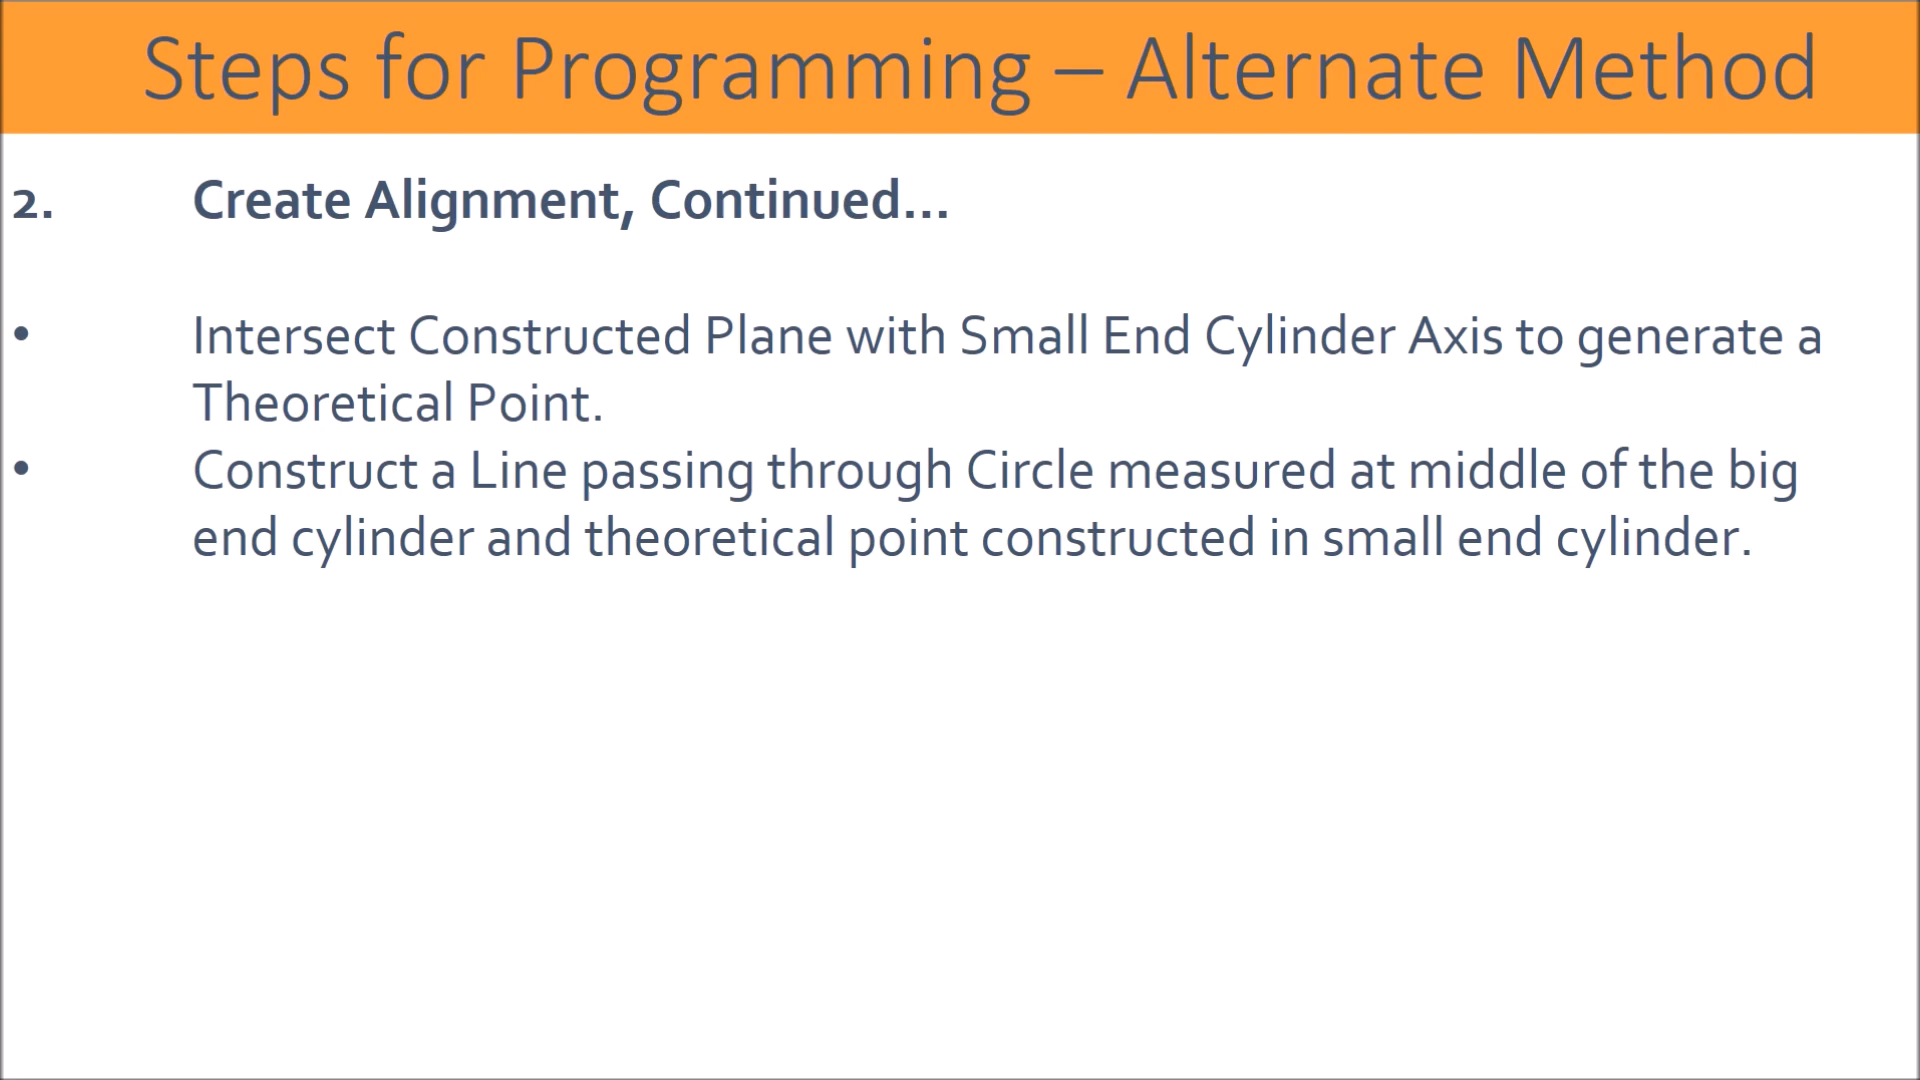 Steps for Programming – Alternate Method
2. Create Alignment, Continued...
• Intersect Constructed Plane with Small End Cylinder Axis to generate a
Theoretical Point.
• Construct a Line passing through Circle measured at middle of the big
end cylinder and theoretical point constructed in small end cylinder.